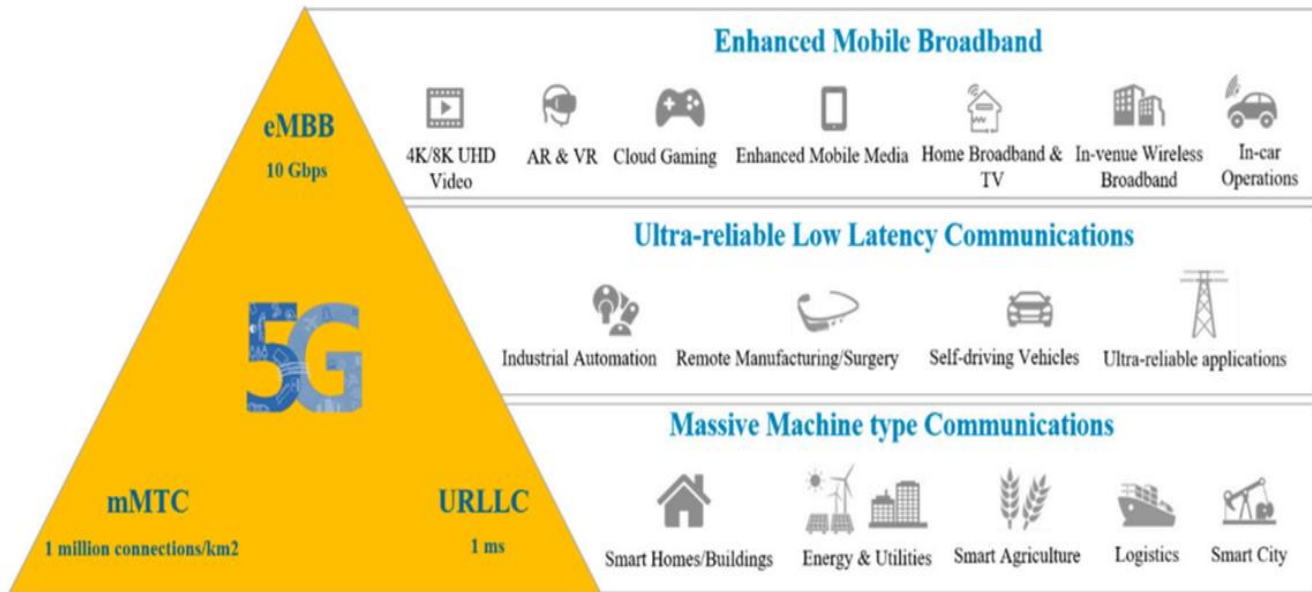 eMBB
10 Gbps
5G
mMTC
1 million connections/km2
URLLC
1 ms
Enhanced Mobile Broadband
4K/8K UHD
Video
AR & VR
Cloud Gaming
Enhanced Mobile Media
Home Broadband &
TV
In-venue Wireless
Broadband
In-car
Operations
Ultra-reliable Low Latency Communications
Industrial Automation
Remote Manufacturing/Surgery
Self-driving Vehicles
Ultra-reliable applications
Massive Machine type Communications
Smart Homes/Buildings
Energy & Utilities
Smart Agriculture
Logistics
Smart City